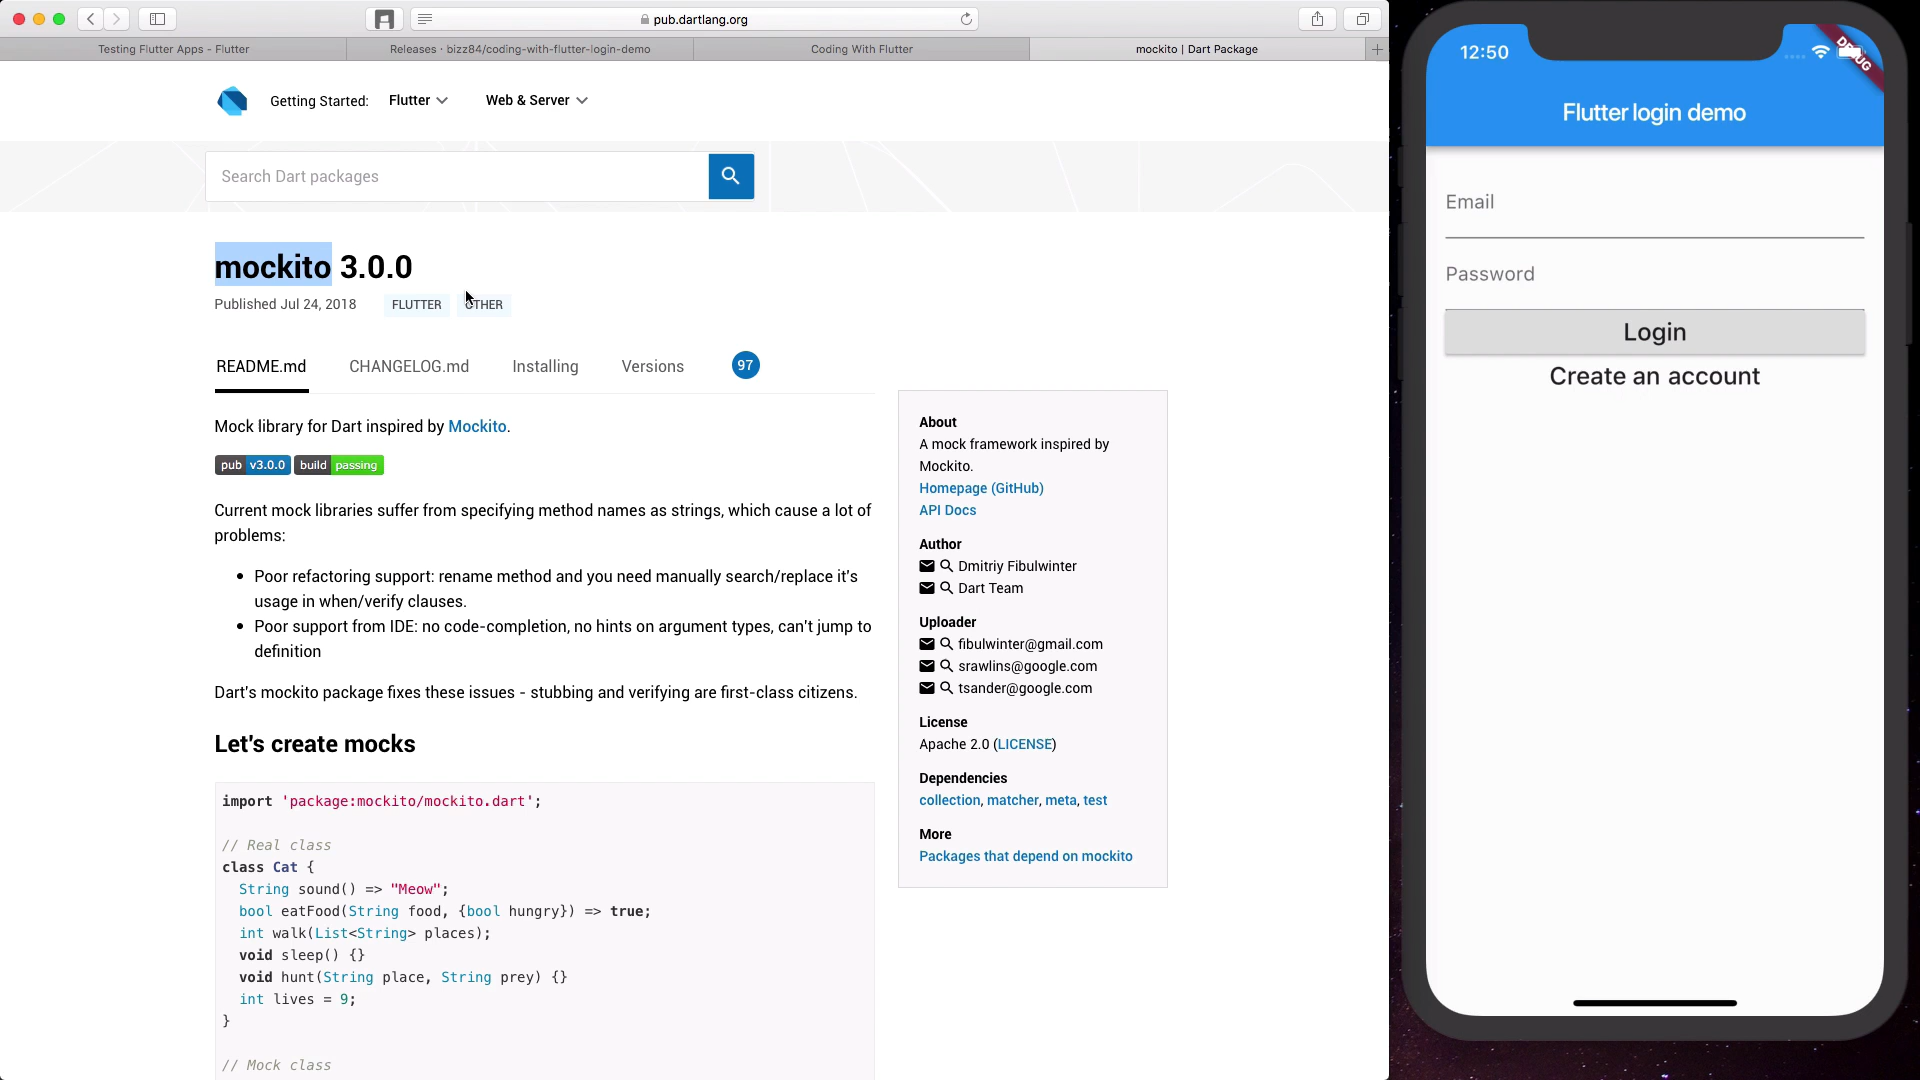 pub.dartlang.org
Testing Flutter Apps - Flutter
Releases · bizz84/coding-with-flutter-login-demo
Coding With Flutter
mockito | Dart Package
Getting Started:
Flutter
Web & Server
Search Dart packages
mockito 3.0.0
Published Jul 24, 2018
FLUTTER
OTHER
README.md
CHANGELOG.md
Installing
Versions
97
Mock library for Dart inspired by Mockito.
pub v3.0.0 build passing
Current mock libraries suffer from specifying method names as strings, which cause a lot of
problems:
Poor refactoring support: rename method and you need manually search/replace it's
usage in when/verify clauses.
Poor support from IDE: no code-completion, no hints on argument types, can't jump to
definition
Dart's mockito package fixes these issues - stubbing and verifying are first-class citizens.
Let's create mocks
import 'package:mockito/mockito.dart';
// Real class
class Cat {
String sound() => "Meow";
bool eatFood(String food, {bool hungry}) => true;
int walk(List<String> places);
void sleep() {}
void hunt(String place, String prey) {}
int lives = 9;
}
// Mock class
About
A mock framework inspired by
Mockito.
Homepage (GitHub)
API Docs
Author
Dmitriy Fibulwinter
Dart Team
Uploader
fibulwinter@gmail.com
srawlins@google.com
tsander@google.com
License
Apache 2.0 (LICENSE)
Dependencies
collection, matcher, meta, test
More
Packages that depend on mockito
12:50
DEBUG
Flutter login demo
Email
Password
Login
Create an account